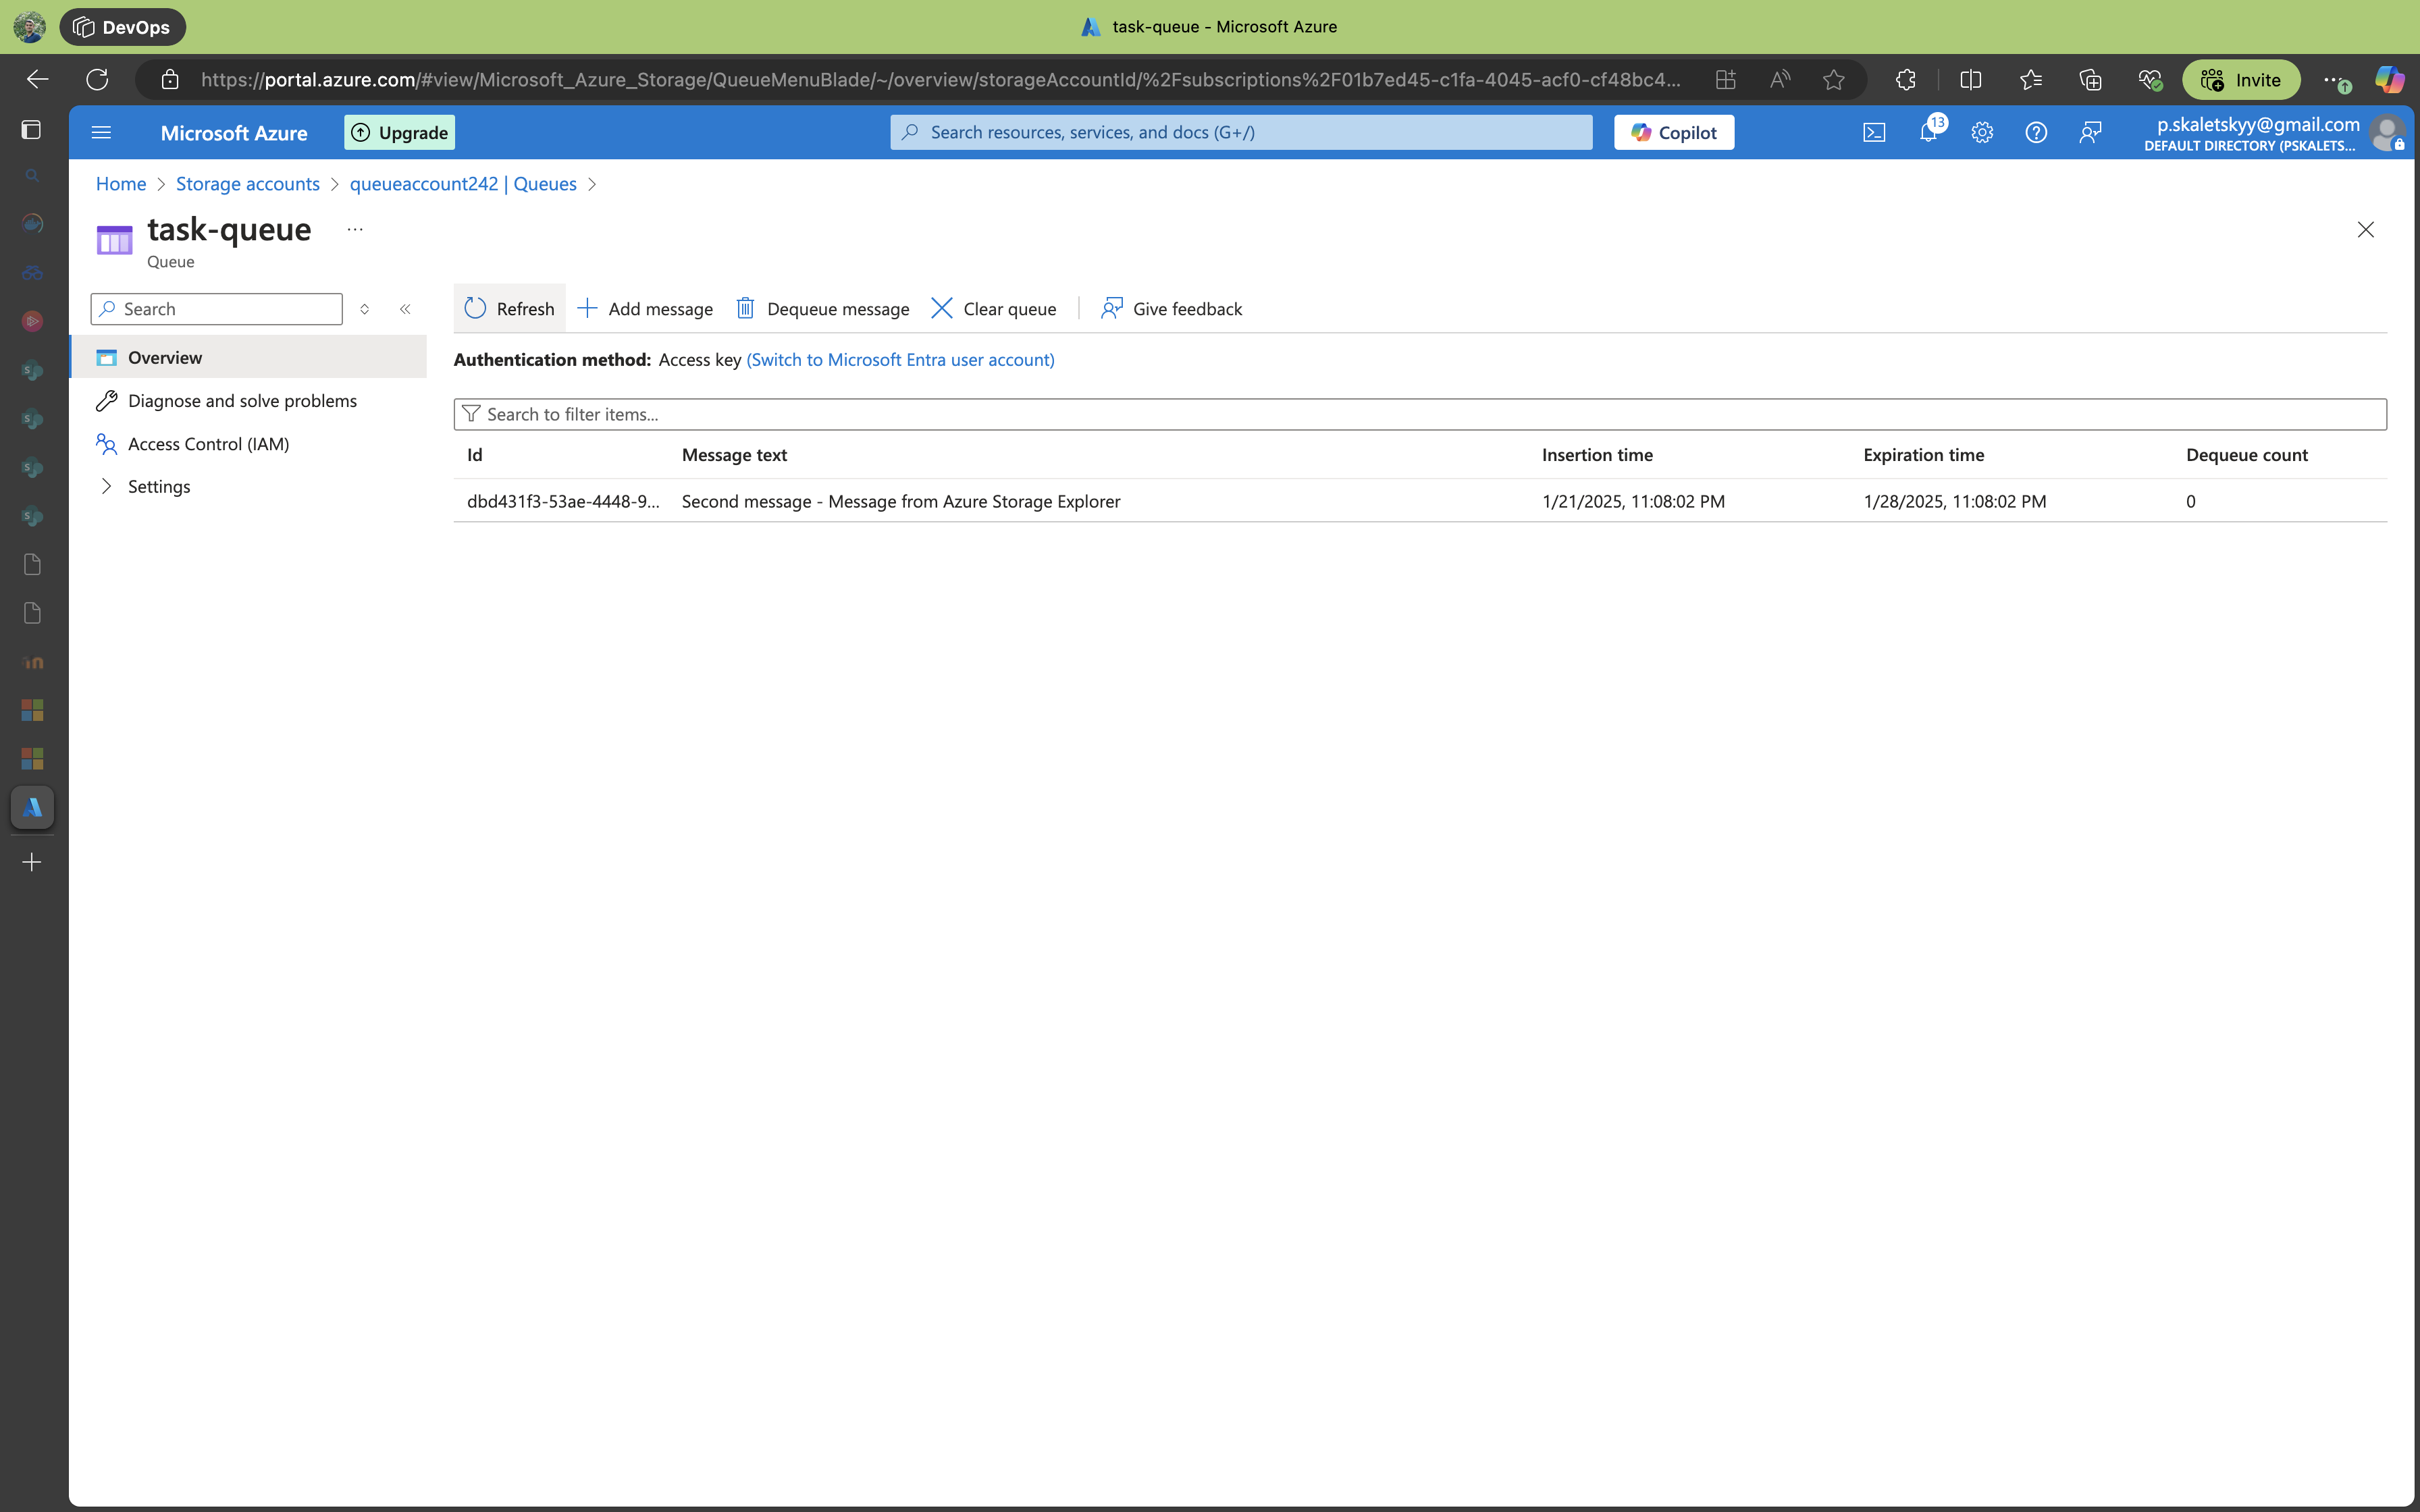 DevOps
task-queue - Microsoft Azure
https://portal.azure.com/#view/Microsoft_Azure_Storage/QueueMenuBlade/~/overview/storageAccountId/%2Fsubscriptions%2F01b7ed45-c1fa-4045-acf0-cf48bc4...
Invite
Microsoft Azure
Upgrade
Search resources, services, and docs (G+/)
Copilot
13
p.skaletskyy@gmail.com
DEFAULT DIRECTORY (PSKALETS...
Home > Storage accounts > queueaccount242 | Queues >
task-queue
...
Queue
Search
Refresh
Add message
Dequeue message
Clear queue
Give feedback
Overview
Authentication method: Access key (Switch to Microsoft Entra user account)
Diagnose and solve problems
Search to filter items...
Access Control (IAM)
Id Message text Insertion time Expiration time Dequeue count
Settings
dbd431f3-53ae-4448-9... Second message - Message from Azure Storage Explorer 1/21/2025, 11:08:02 PM 1/28/2025, 11:08:02 PM 0